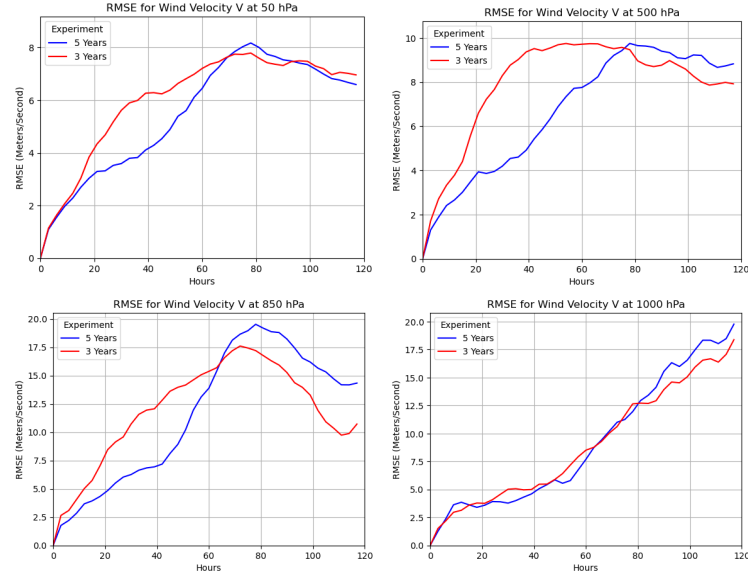 RMSE for Wind Velocity V at 50 hPa
Experiment
5 Years
3 Years
RMSE (Meters/Second)
8
6
4
2
0
0 20 40 60 80 100 120
Hours
RMSE for Wind Velocity V at 500 hPa
Experiment
5 Years
3 Years
RMSE (Meters/Second)
10
8
6
4
2
0
0 20 40 60 80 100 120
Hours
RMSE for Wind Velocity V at 850 hPa
Experiment
5 Years
3 Years
RMSE (Meters/Second)
20.0
17.5
15.0
12.5
10.0
7.5
5.0
2.5
0.0
0 20 40 60 80 100 120
Hours
RMSE for Wind Velocity V at 1000 hPa
Experiment
5 Years
3 Years
RMSE (Meters/Second)
20.0
17.5
15.0
12.5
10.0
7.5
5.0
2.5
0.0
0 20 40 60 80 100 120
Hours